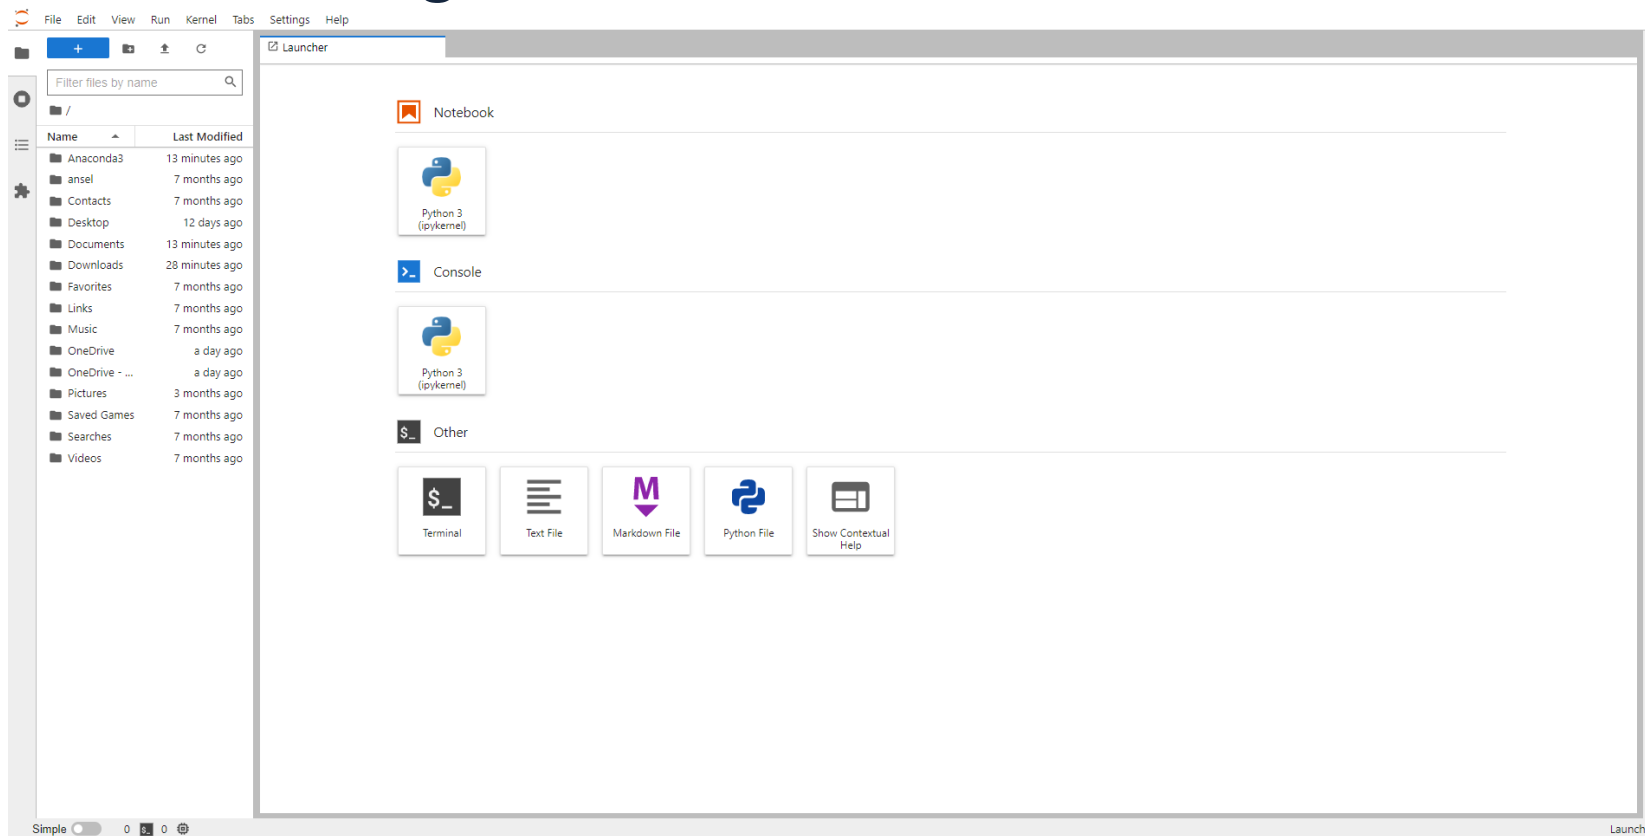 File Edit View Run Kernel Tabs Settings Help
+
Launcher
Filter files by name
/
Name Last Modified
Anaconda3 13 minutes ago
ansel 7 months ago
Contacts 7 months ago
Desktop 12 days ago
Documents 13 minutes ago
Downloads 28 minutes ago
Favorites 7 months ago
Links 7 months ago
Music 7 months ago
OneDrive a day ago
OneDrive - ... a day ago
Pictures 3 months ago
Saved Games 7 months ago
Searches 7 months ago
Videos 7 months ago
Notebook
Python 3
(ipykernel)
>_ Console
Python 3
(ipykernel)
$_ Other
$_
Terminal
Text File
M
Markdown File
Python File
Show Contextual
Help
Simple 0 $_ 0
Launch